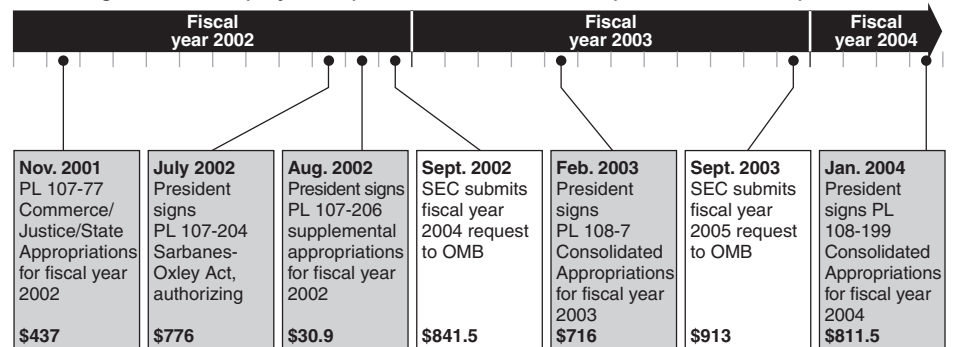 Fiscal
year 2002
Fiscal
year 2003
Fiscal
year 2004
Nov. 2001
PL 107-77
Commerce/
Justice/State
Appropriations
for fiscal year
2002
$437
July 2002
President
signs
PL 107-204
Sarbanes-
Oxley Act,
authorizing
$776
Aug. 2002
President signs
PL 107-206
supplemental
appropriations
for fiscal year
2002
$30.9
Sept. 2002
SEC submits
fiscal year
2004 request
to OMB
$841.5
Feb. 2003
President
signs
PL 108-7
Consolidated
Appropriations
for fiscal year
2003
$716
Sept. 2003
SEC submits
fiscal year
2005 request
to OMB
$913
Jan. 2004
President
signs PL
108-199
Consolidated
Appropriations
for fiscal year
2004
$811.5